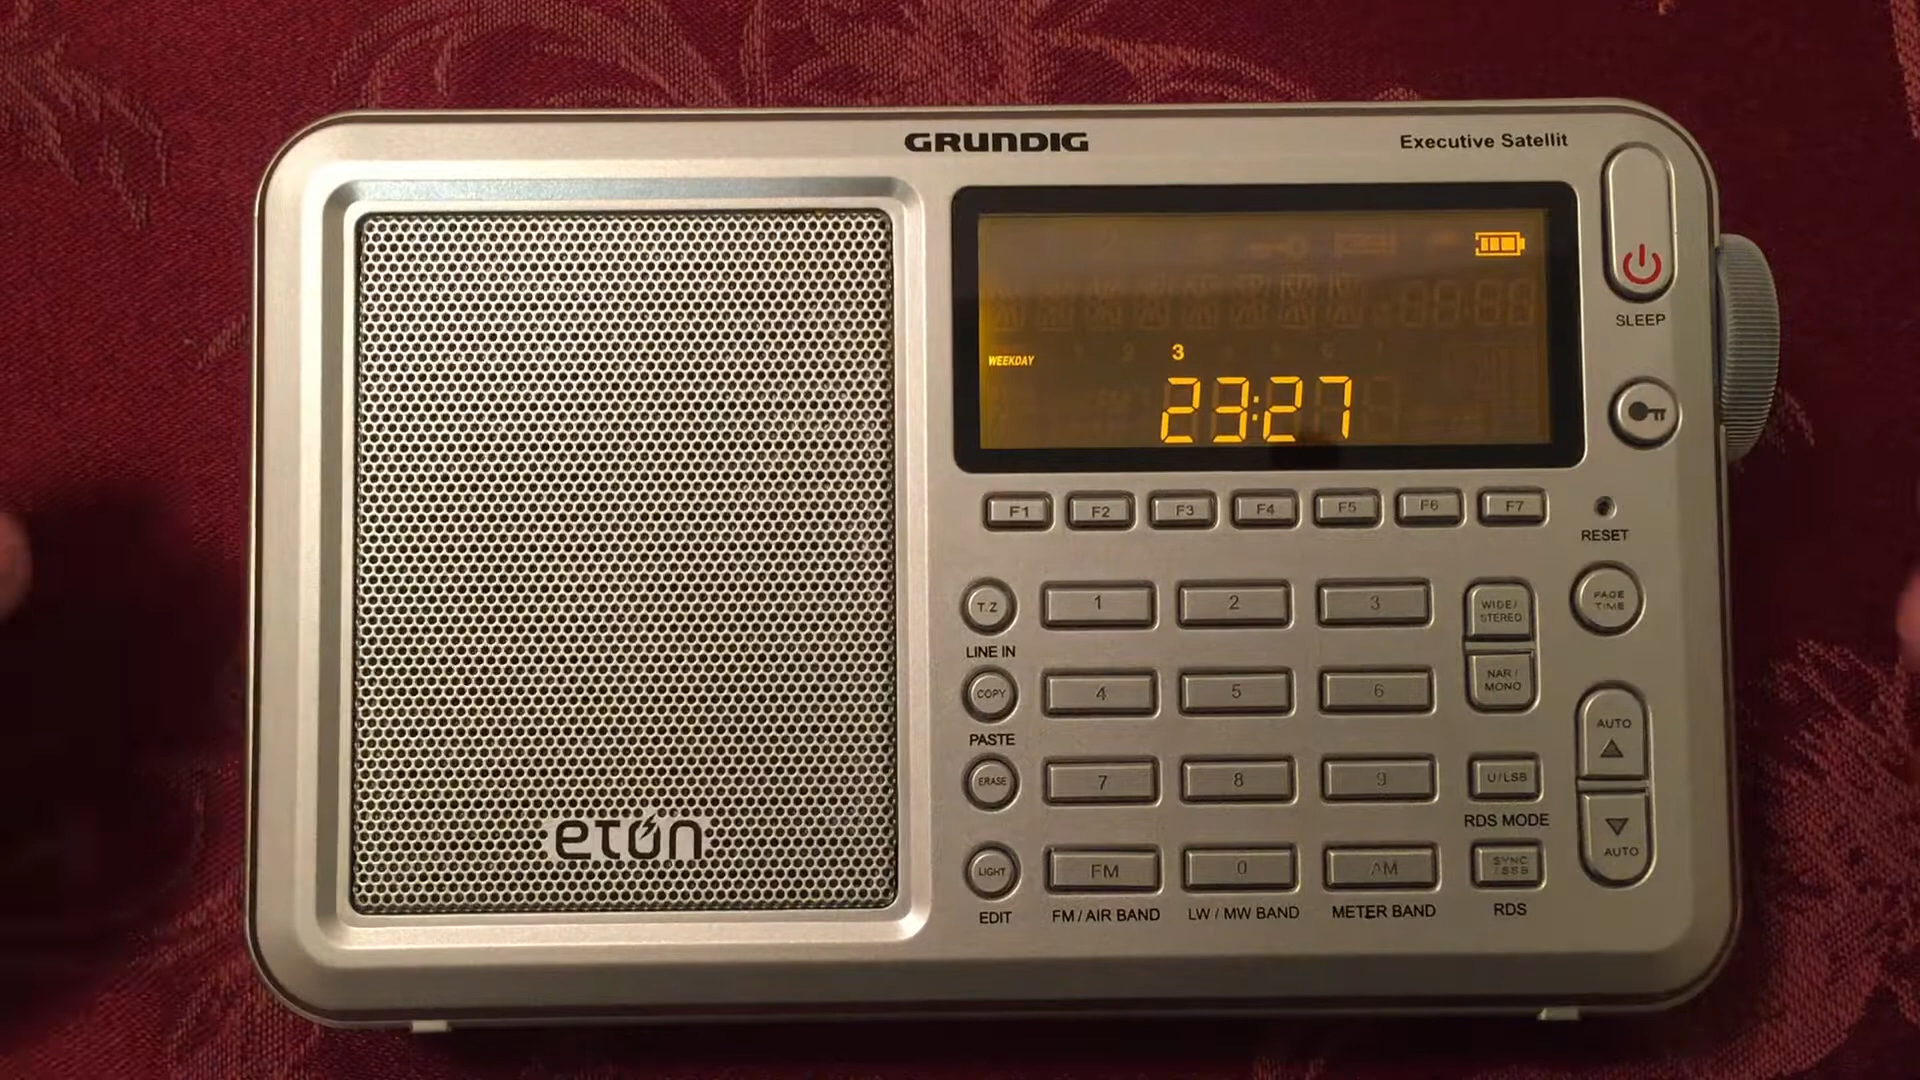 GRUNDIG
Executive Satellit
SLEEP
WEEKDAY
3
23:27
F1 F2 F3 F4 F5 F6 F7
RESET
T.Z 1 2 3 WIDE/
STEREO
PAGE
TIME
LINE IN
COPY 4 5 6 NAR/
MONO
PASTE
AUTO
ERASE 7 8 9 U/LSB
RDS MODE
AUTO
LIGHT FM 0 AM SYNC
/SSB
EDIT FM / AIR BAND LW / MW BAND METER BAND RDS
etón